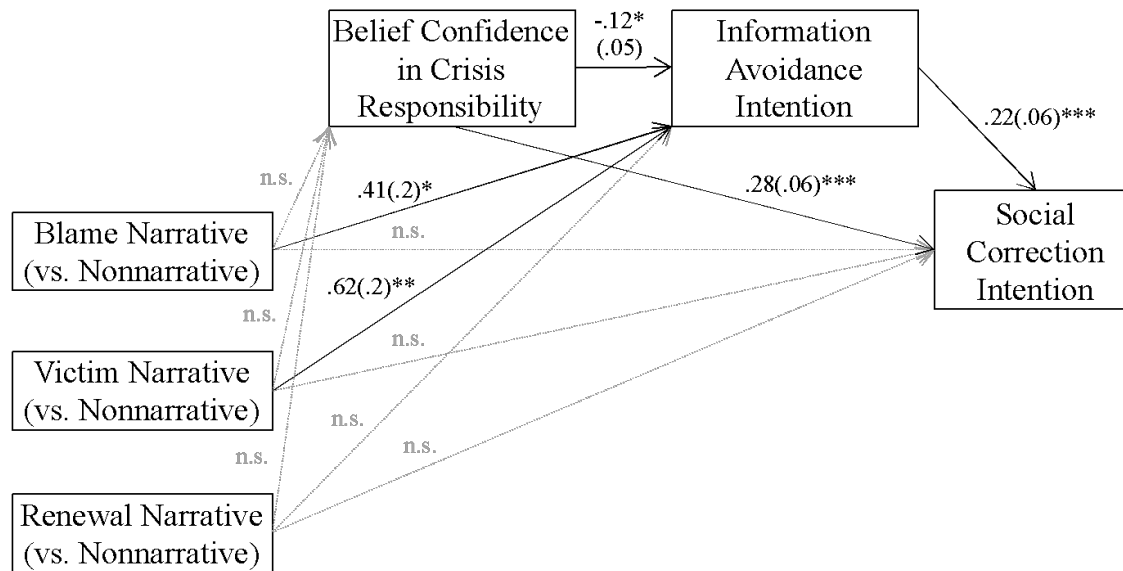 Belief Confidence
in Crisis
Responsibility
-.12*
(.05)
Information
Avoidance
Intention
.22(.06)***
n.s.
.41(.2)*
.28(.06)***
Blame Narrative
(vs. Nonnarrative)
n.s.
Social
Correction
Intention
.62(.2)**
n.s.
n.s.
Victim Narrative
(vs. Nonnarrative)
n.s.
n.s.
n.s.
Renewal Narrative
(vs. Nonnarrative)